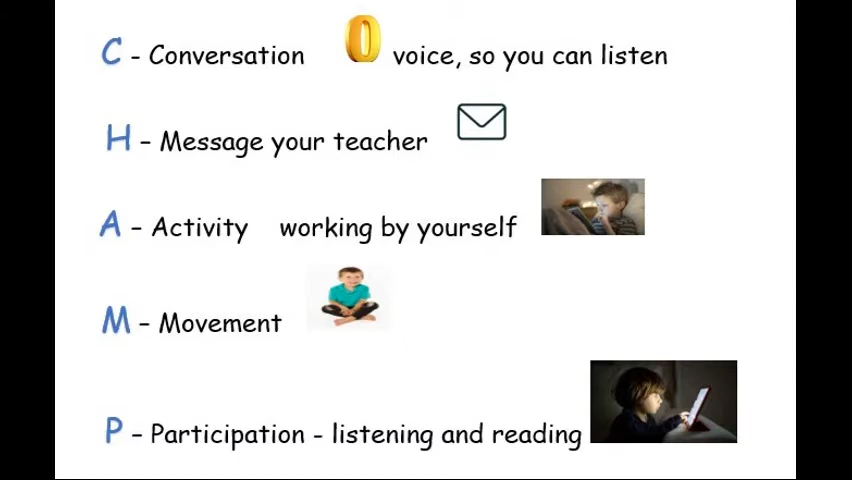 C - Conversation 0 voice, so you can listen
H – Message your teacher
A – Activity working by yourself
M – Movement
P – Participation - listening and reading